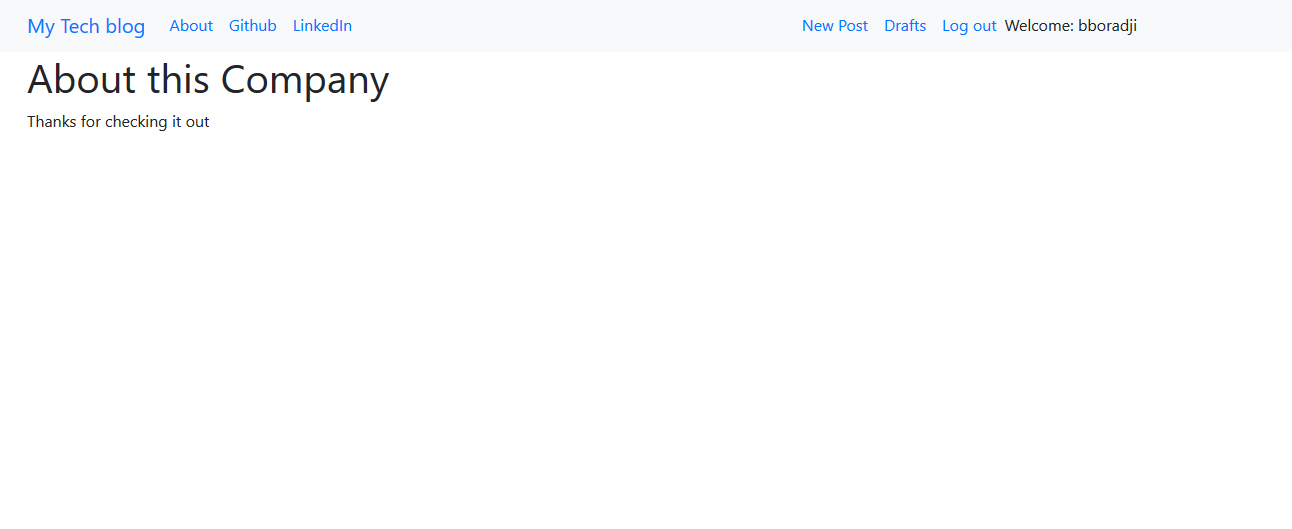 My Tech blog About Github LinkedIn New Post Drafts Log out Welcome: bboradji
About this Company
Thanks for checking it out